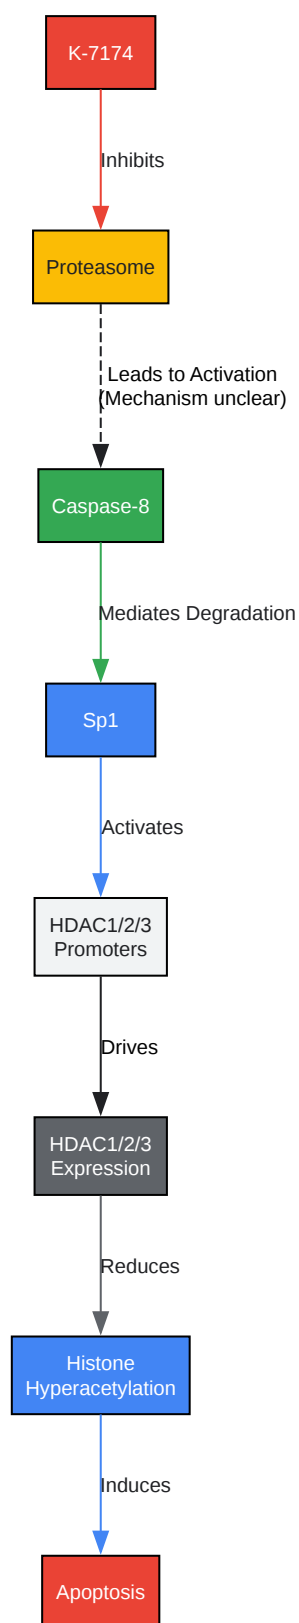 K-7174
Inhibits
Proteasome
Leads to Activation
(Mechanism unclear)
Caspase-8
Mediates Degradation
Sp1
Activates
HDAC1/2/3
Promoters
Drives
HDAC1/2/3
Expression
Reduces
Histone
Hyperacetylation
Induces
Apoptosis